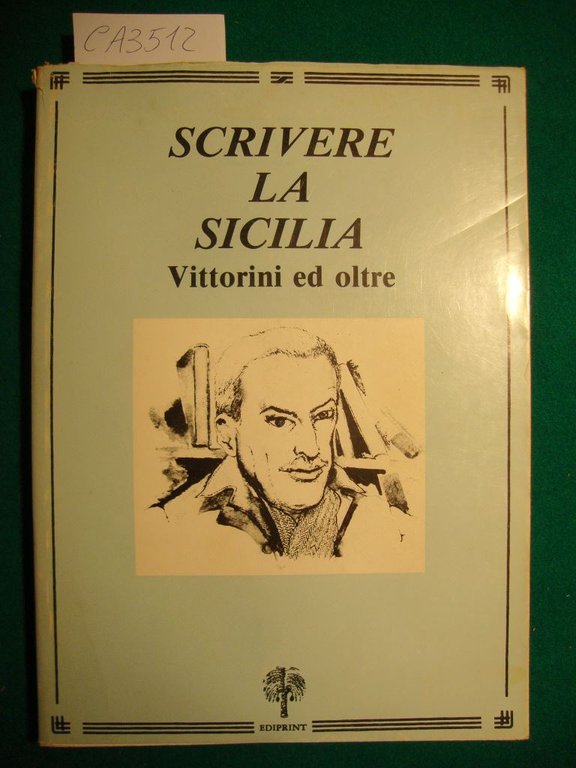 CA3512
SCRIVERE
LA
SICILIA
Vittorini ed oltre
EDIPRINT